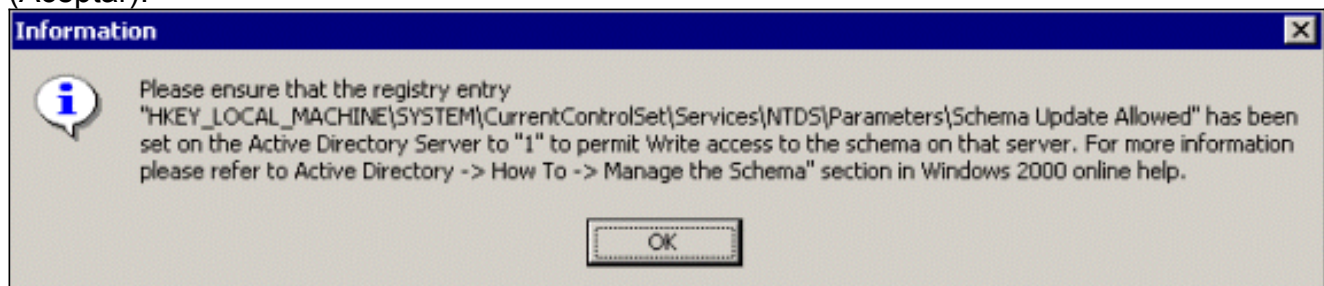 (Aceptar).
Information
Please ensure that the registry entry
"HKEY_LOCAL_MACHINE\SYSTEM\CurrentControlSet\Services\NTDS\Parameters\Schema Update Allowed" has been
set on the Active Directory Server to "1" to permit Write access to the schema on that server. For more information
please refer to Active Directory -> How To -> Manage the Schema" section in Windows 2000 online help.
OK